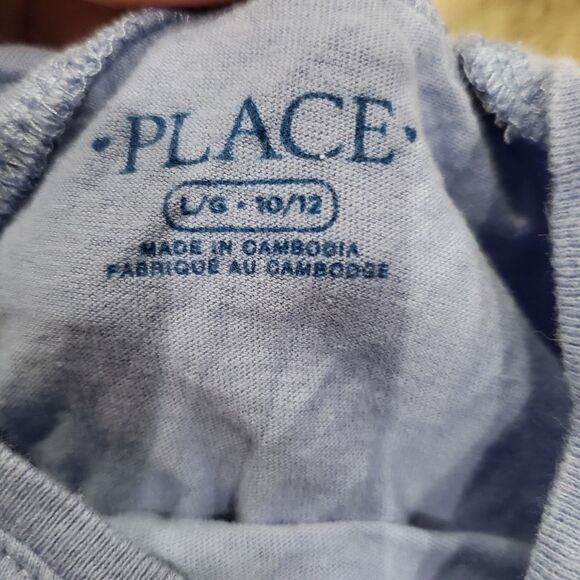 •PLACE•
L/G • 10/12
MADE IN CAMBODIA
FABRIQUÉ AU CAMBODGE